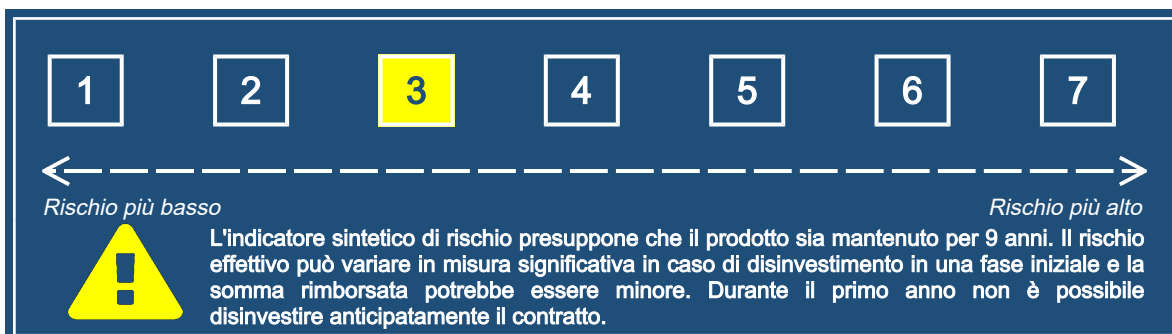 1 2 3 4 5 6 7
Rischio più basso Rischio più alto
L'indicatore sintetico di rischio presuppone che il prodotto sia mantenuto per 9 anni. Il rischio
effettivo può variare in misura significativa in caso di disinvestimento in una fase iniziale e la
somma rimborsata potrebbe essere minore. Durante il primo anno non è possibile
disinvestire anticipatamente il contratto.